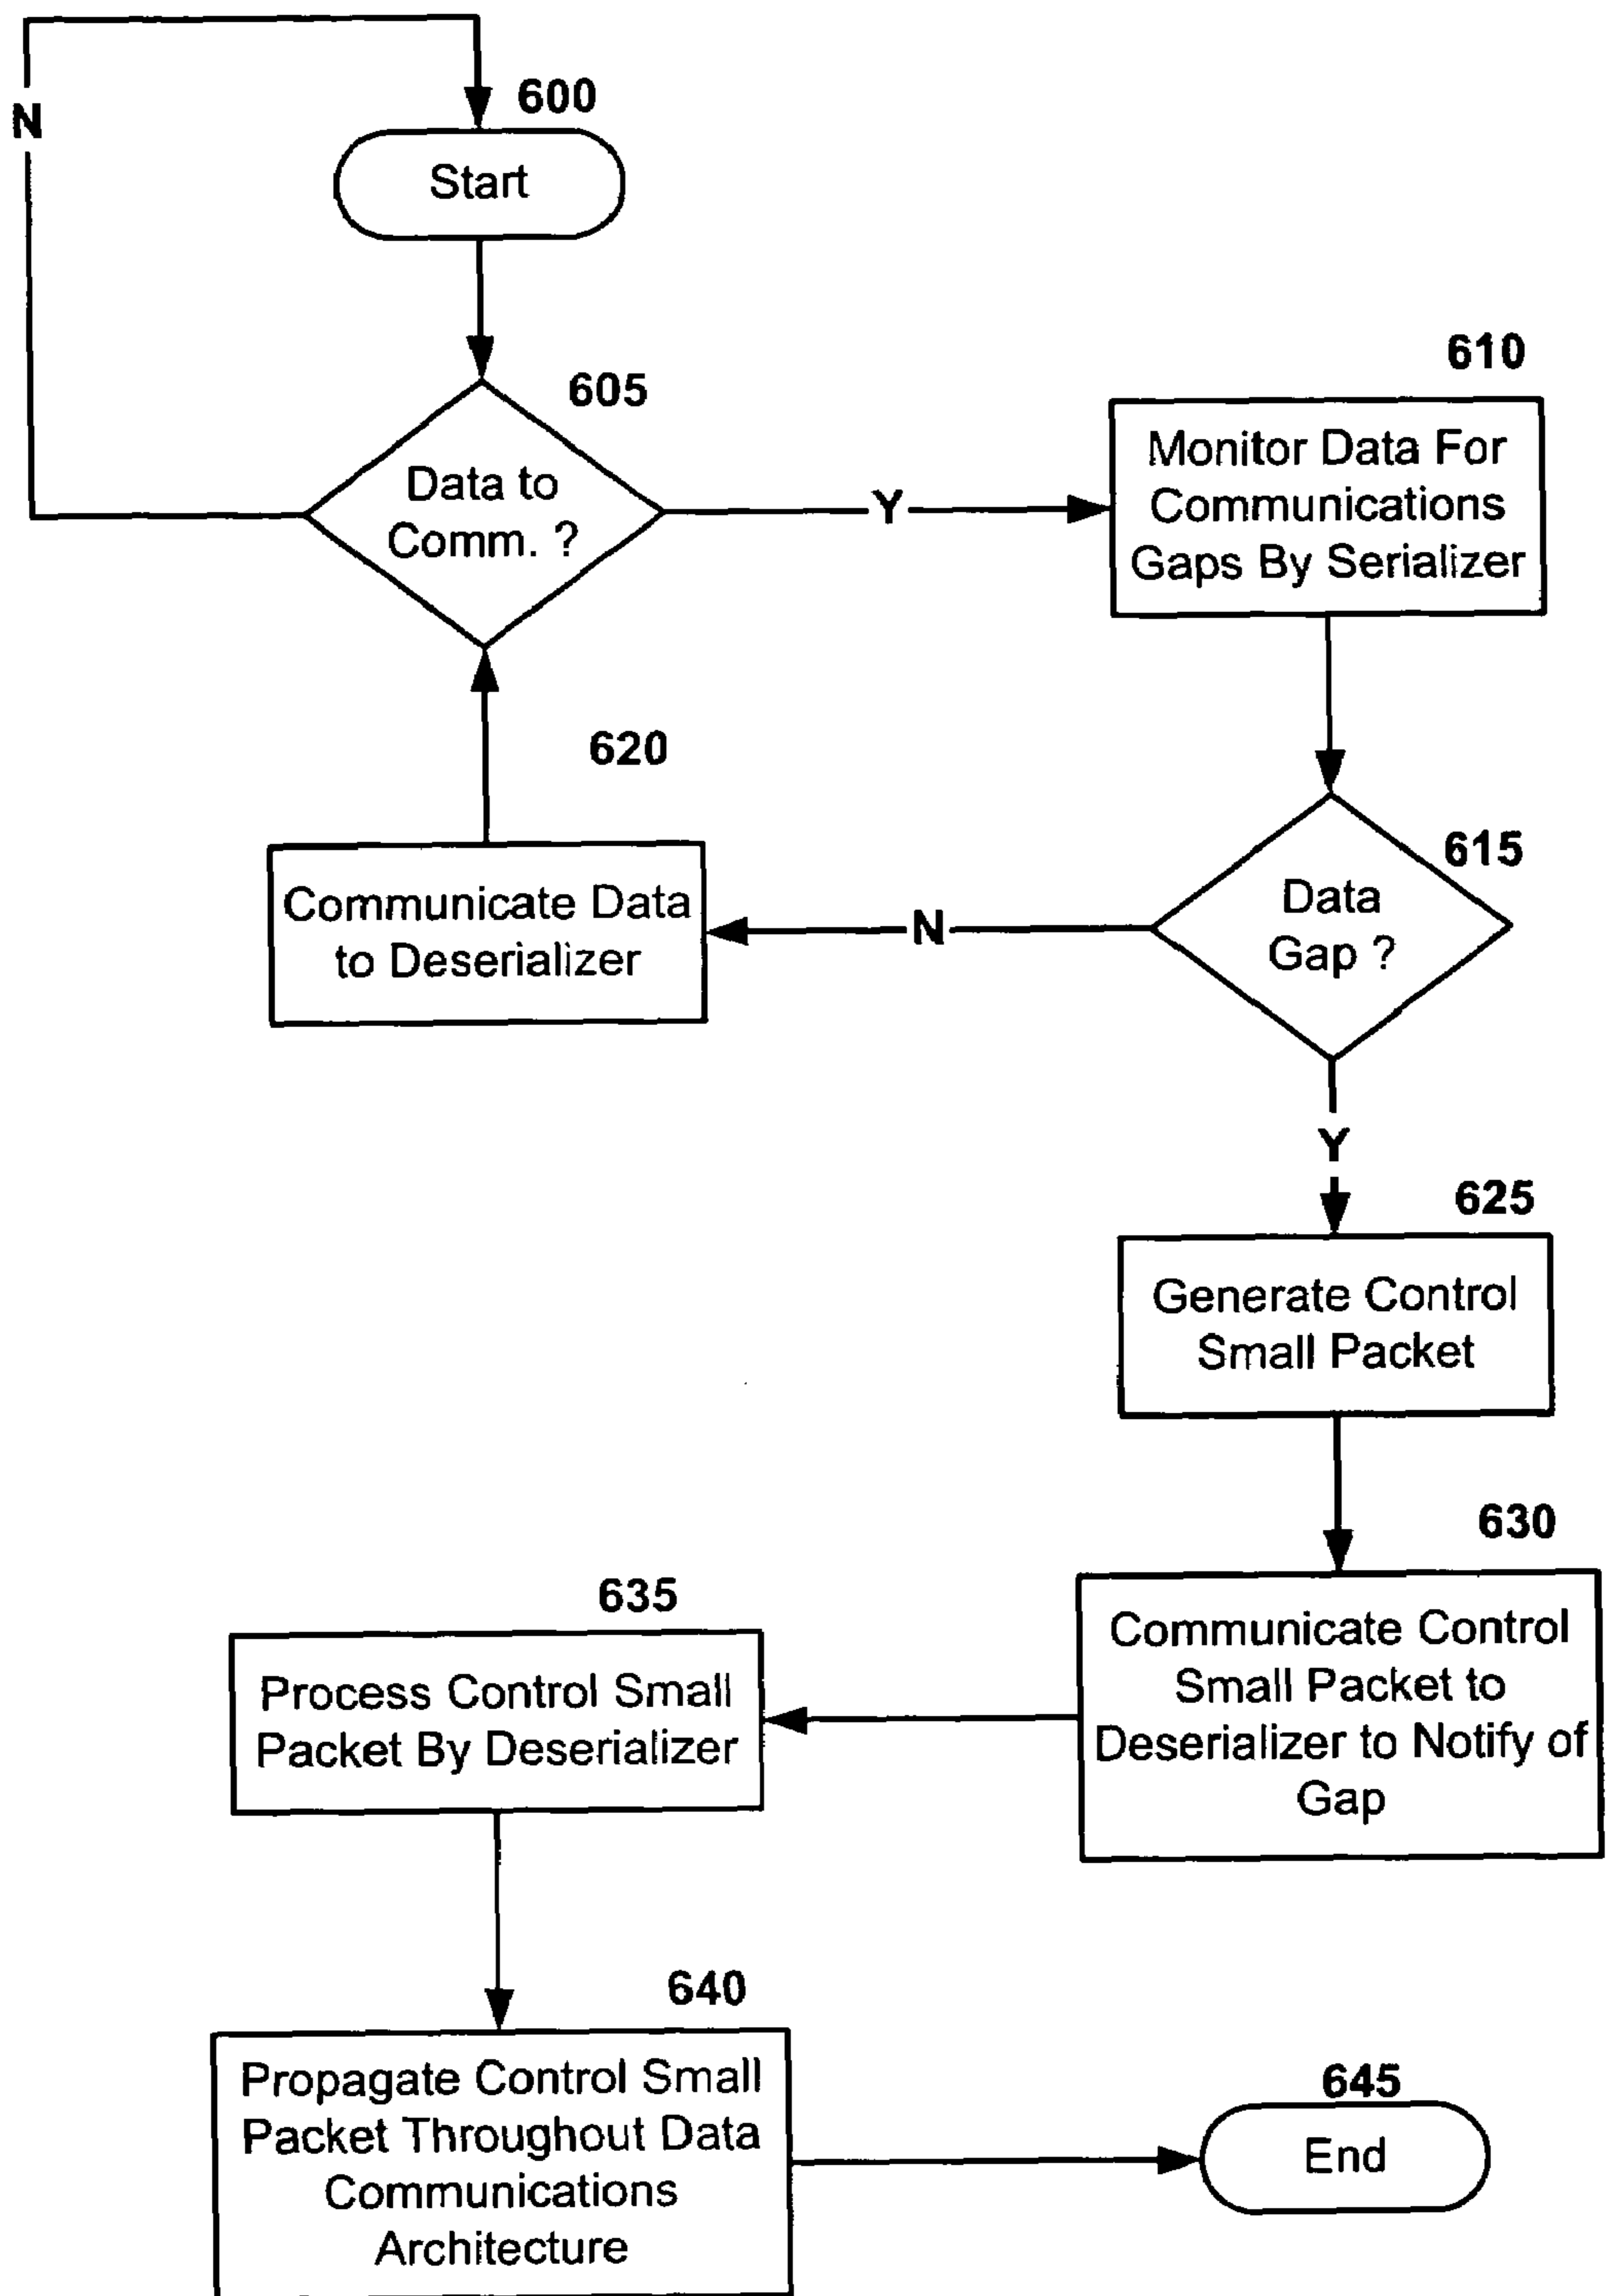 600
N
Start
605
Data to
Comm. ?
Y
610
Monitor Data For
Communications
Gaps By Serializer
615
Data
Gap ?
N
620
Communicate Data
to Deserializer
Y
625
Generate Control
Small Packet
630
Communicate Control
Small Packet to
Deserializer to Notify of
Gap
635
Process Control Small
Packet By Deserializer
640
Propagate Control Small
Packet Throughout Data
Communications
Architecture
645
End